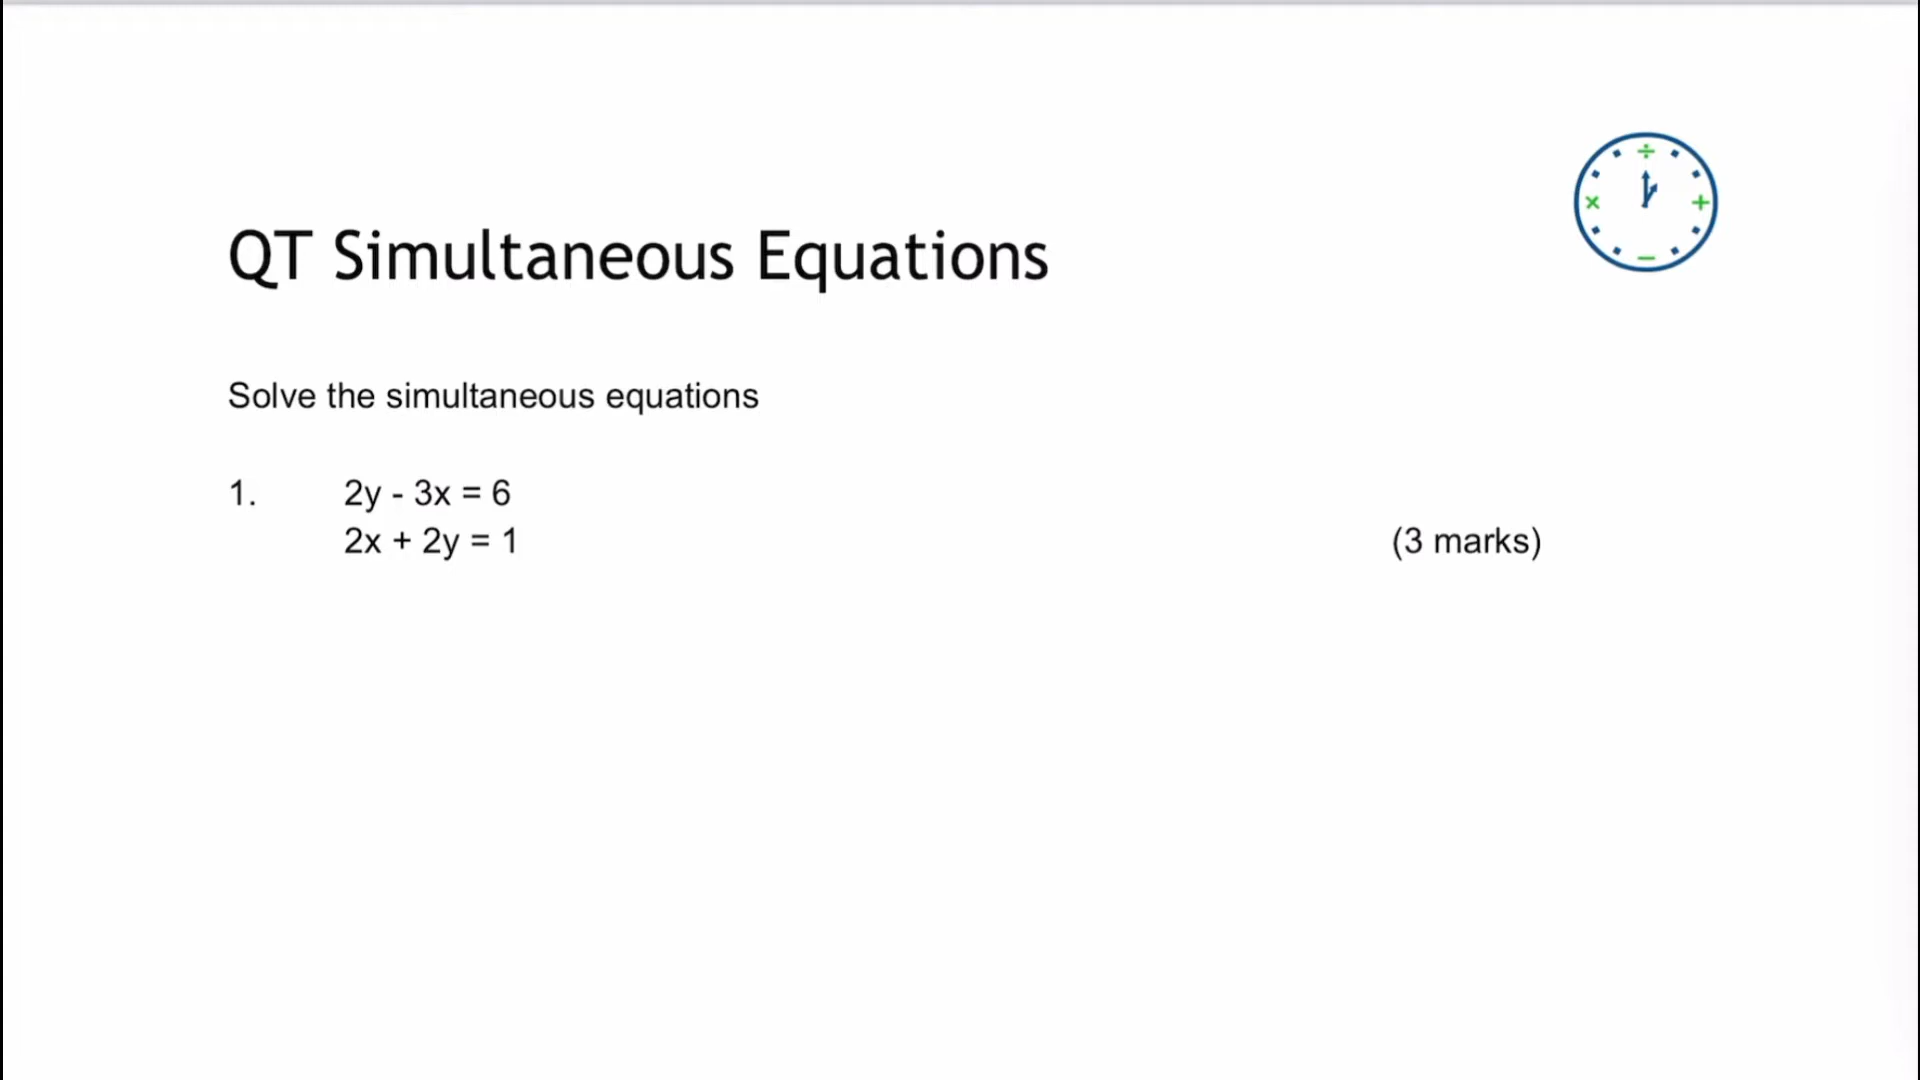 QT Simultaneous Equations
Solve the simultaneous equations
1. 2y - 3x = 6
2x + 2y = 1
(3 marks)